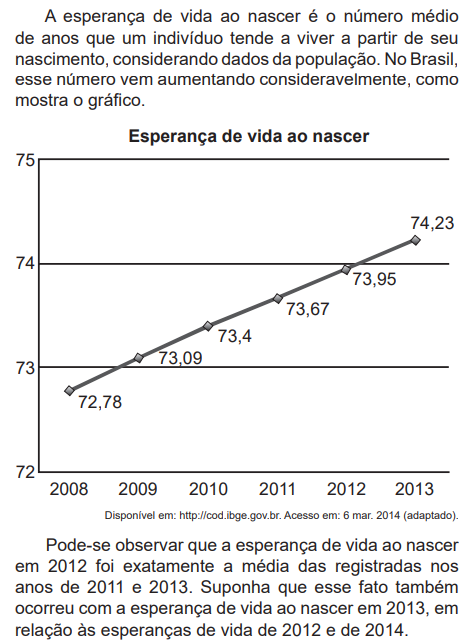 A esperança de vida ao nascer é o número médio
de anos que um indivíduo tende a viver a partir de seu
nascimento, considerando dados da população. No Brasil,
esse número vem aumentando consideravelmente, como
mostra o gráfico.
Esperança de vida ao nascer
75
74,23
74
73,95
73,67
73,4
73,09
73
72,78
72
2008 2009 2010 2011 2012 2013
Disponível em: http://cod.ibge.gov.br. Acesso em: 6 mar. 2014 (adaptado).
Pode-se observar que a esperança de vida ao nascer
em 2012 foi exatamente a média das registradas nos
anos de 2011 e 2013. Suponha que esse fato também
ocorreu com a esperança de vida ao nascer em 2013, em
relação às esperanças de vida de 2012 e de 2014.